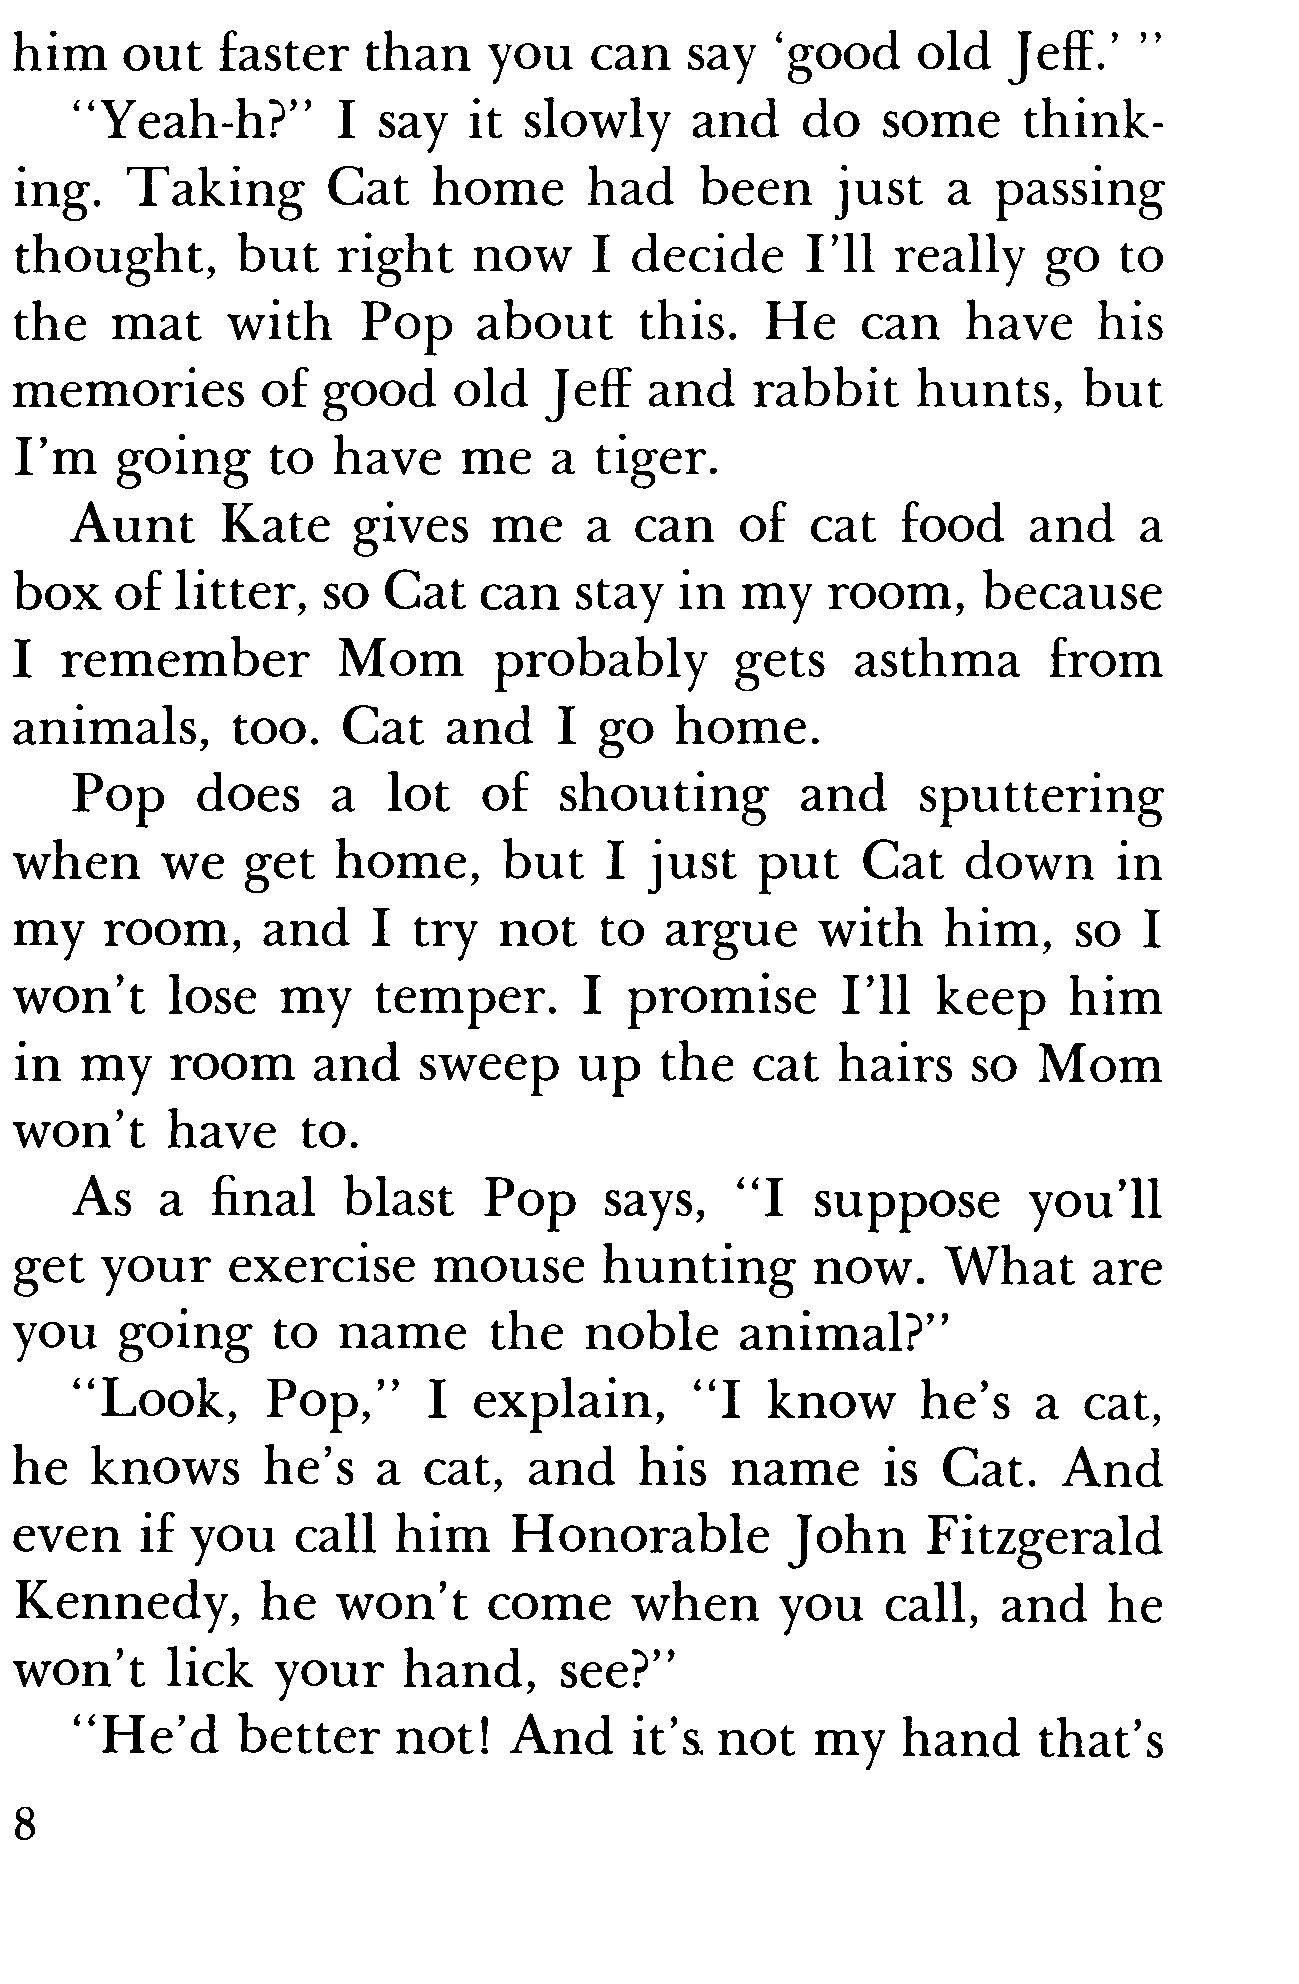 him out faster than you can say ‘good old Jeff.’ ”
“Yeah-h?” I say it slowly and do some think-
ing. Taking Cat home had been just a passing
thought, but right now I decide I’ll really go to
the mat with Pop about this. He can have his
memories of good old Jeff and rabbit hunts, but
I’m going to have me a tiger.
Aunt Kate gives me a can of cat food and a
box of litter, so Cat can stay in my room, because
I remember Mom probably gets asthma from
animals, too. Cat and I go home.
Pop does a lot of shouting and sputtering
when we get home, but I just put Cat down in
my room, and I try not to argue with him, so I
won’t lose my temper. I promise I’ll keep him
in my room and sweep up the cat hairs so Mom
won’t have to.
As a final blast Pop says, “I suppose you’ll
get your exercise mouse hunting now. What are
you going to name the noble animal?”
“Look, Pop,” I explain, “I know he’s a cat,
he knows he’s a cat, and his name is Cat. And
even if you call him Honorable John Fitzgerald
Kennedy, he won’t come when you call, and he
won’t lick your hand, see?”
“He’d better not! And it’s not my hand that’s
8